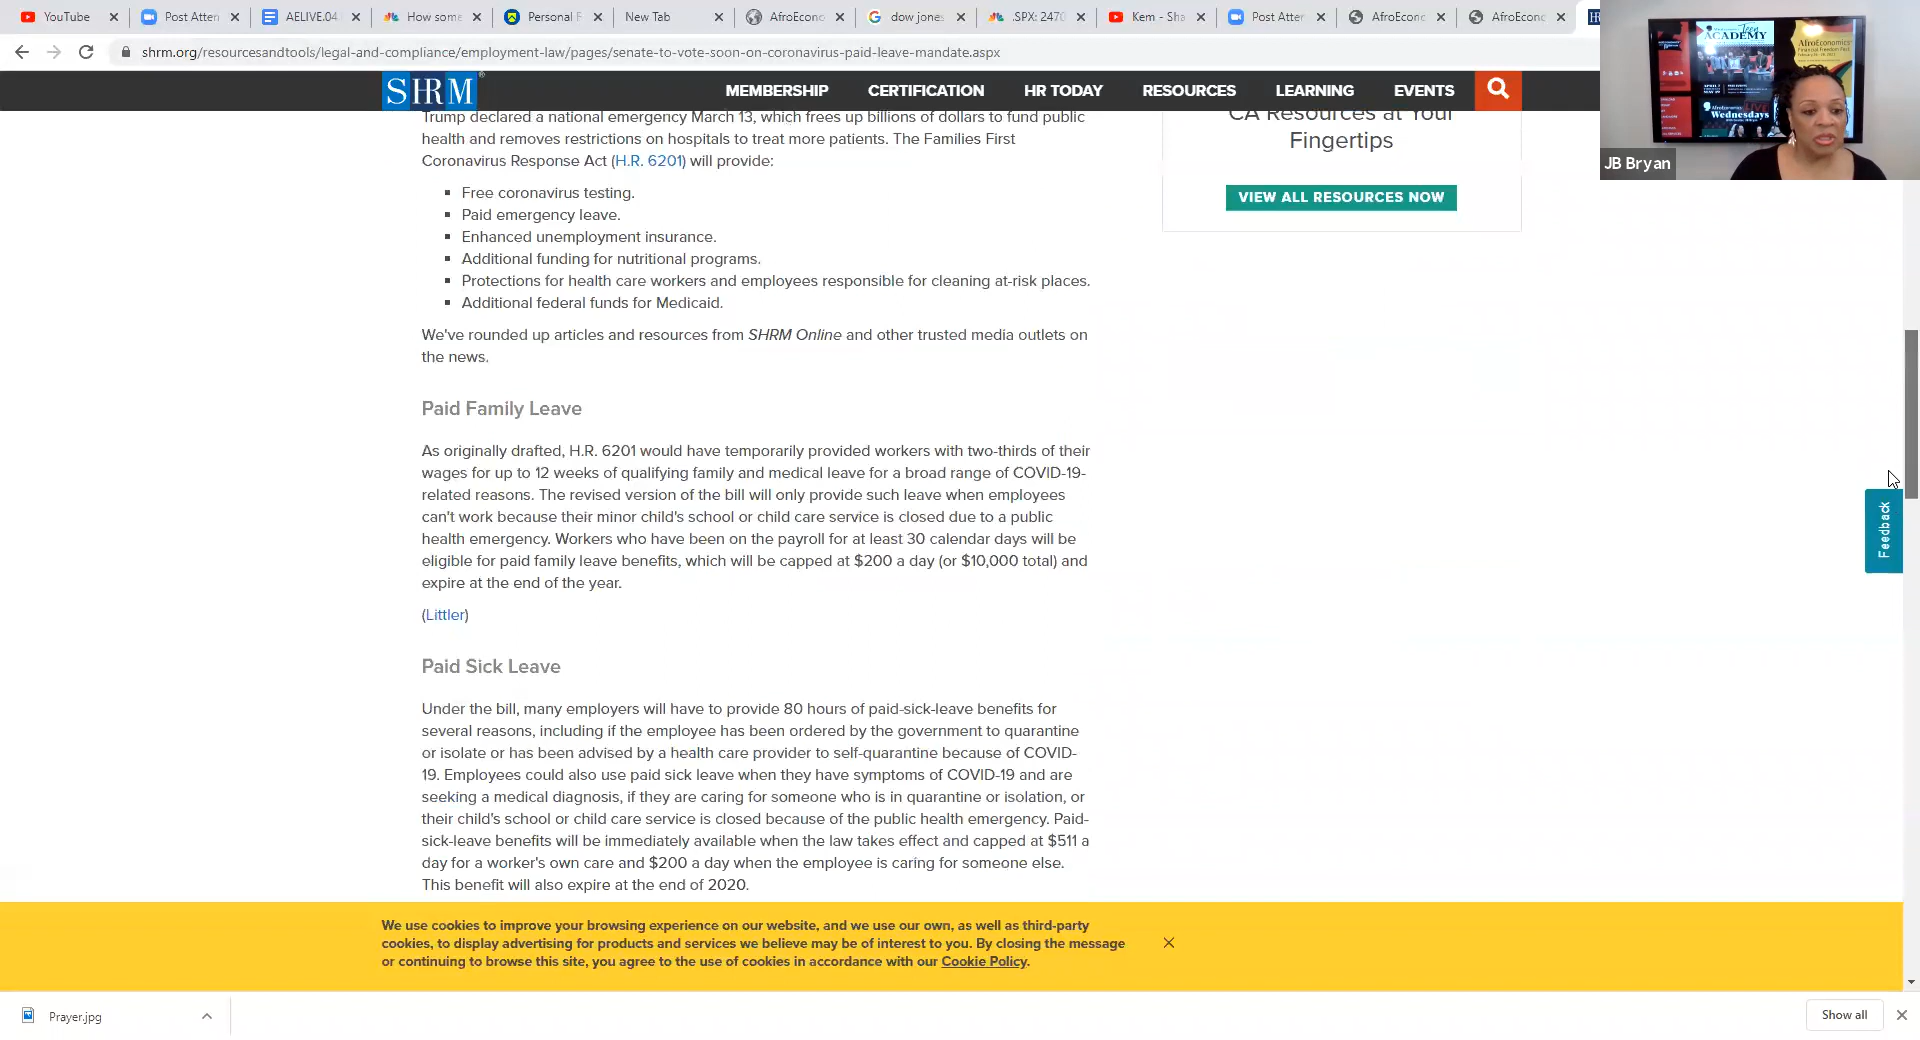 YouTube
Post Atten
AELIVE.04
How some
Personal F
New Tab
AfroEcono
dow jones
.SPX: 2470
Kem - Sha
Post Atter
AfroEcono
AfroEcono
shrm.org/resourcesandtools/legal-and-compliance/employment-law/pages/senate-to-vote-soon-on-coronavirus-paid-leave-mandate.aspx
SHRM®
MEMBERSHIP
CERTIFICATION
HR TODAY
RESOURCES
LEARNING
EVENTS
Teen
ACADEMY
AfroEconomics
Financial Freedom Fest
AfroEconomics LIVE
Wednesdays
JB Bryan
Trump declared a national emergency March 13, which frees up billions of dollars to fund public
health and removes restrictions on hospitals to treat more patients. The Families First
Coronavirus Response Act (H.R. 6201) will provide:
▪ Free coronavirus testing.
▪ Paid emergency leave.
▪ Enhanced unemployment insurance.
▪ Additional funding for nutritional programs.
▪ Protections for health care workers and employees responsible for cleaning at-risk places.
▪ Additional federal funds for Medicaid.
We've rounded up articles and resources from SHRM Online and other trusted media outlets on
the news.
Paid Family Leave
As originally drafted, H.R. 6201 would have temporarily provided workers with two-thirds of their
wages for up to 12 weeks of qualifying family and medical leave for a broad range of COVID-19-
related reasons. The revised version of the bill will only provide such leave when employees
can't work because their minor child's school or child care service is closed due to a public
health emergency. Workers who have been on the payroll for at least 30 calendar days will be
eligible for paid family leave benefits, which will be capped at $200 a day (or $10,000 total) and
expire at the end of the year.
(Littler)
Paid Sick Leave
Under the bill, many employers will have to provide 80 hours of paid-sick-leave benefits for
several reasons, including if the employee has been ordered by the government to quarantine
or isolate or has been advised by a health care provider to self-quarantine because of COVID-
19. Employees could also use paid sick leave when they have symptoms of COVID-19 and are
seeking a medical diagnosis, if they are caring for someone who is in quarantine or isolation, or
their child's school or child care service is closed because of the public health emergency. Paid-
sick-leave benefits will be immediately available when the law takes effect and capped at $511 a
day for a worker's own care and $200 a day when the employee is caring for someone else.
This benefit will also expire at the end of 2020.
CA Resources at Your
Fingertips
VIEW ALL RESOURCES NOW
Feedback
We use cookies to improve your browsing experience on our website, and we use our own, as well as third-party
cookies, to display advertising for products and services we believe may be of interest to you. By closing the message
or continuing to browse this site, you agree to the use of cookies in accordance with our Cookie Policy.
Prayer.jpg
Show all